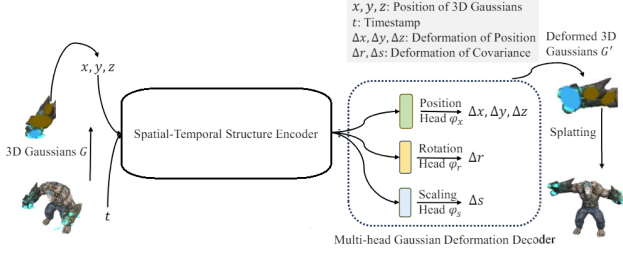 x, y, z: Position of 3D Gaussians
t: Timestamp
Δx, Δy, Δz: Deformation of Position
Δr, Δs: Deformation of Covariance
Deformed 3D
Gaussians G′
x, y, z
3D Gaussians G
t
Spatial-Temporal Structure Encoder
Position
Head φₓ
Δx, Δy, Δz
Rotation
Head φᵣ
Δr
Scaling
Head φₛ
Δs
Splatting
Multi-head Gaussian Deformation Decoder